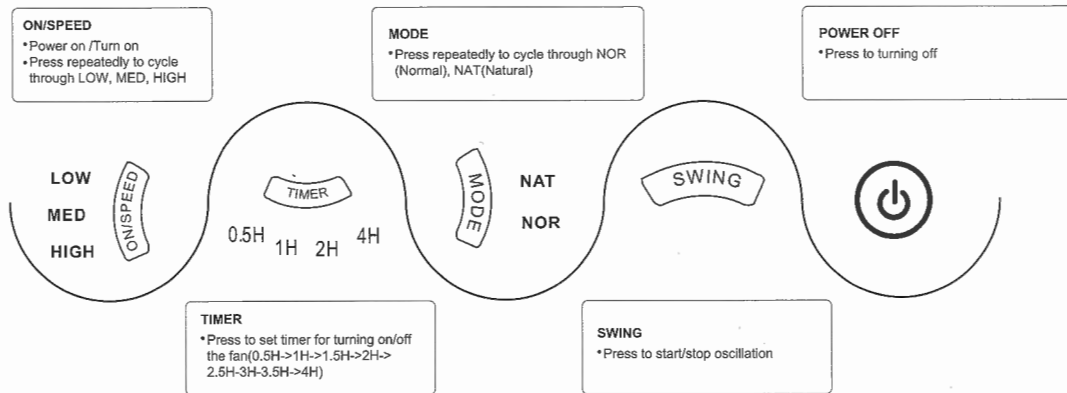 ON/SPEED
•Power on /Turn on
•Press repeatedly to cycle
through LOW, MED, HIGH
MODE
•Press repeatedly to cycle through NOR
(Normal), NAT(Natural)
POWER OFF
•Press to turning off
LOW
MED
HIGH
ON/SPEED
TIMER
0.5H
1H
2H
4H
MODE
NAT
NOR
SWING
TIMER
•Press to set timer for turning on/off
the fan(0.5H->1H->1.5H->2H->
2.5H-3H-3.5H->4H)
SWING
•Press to start/stop oscillation